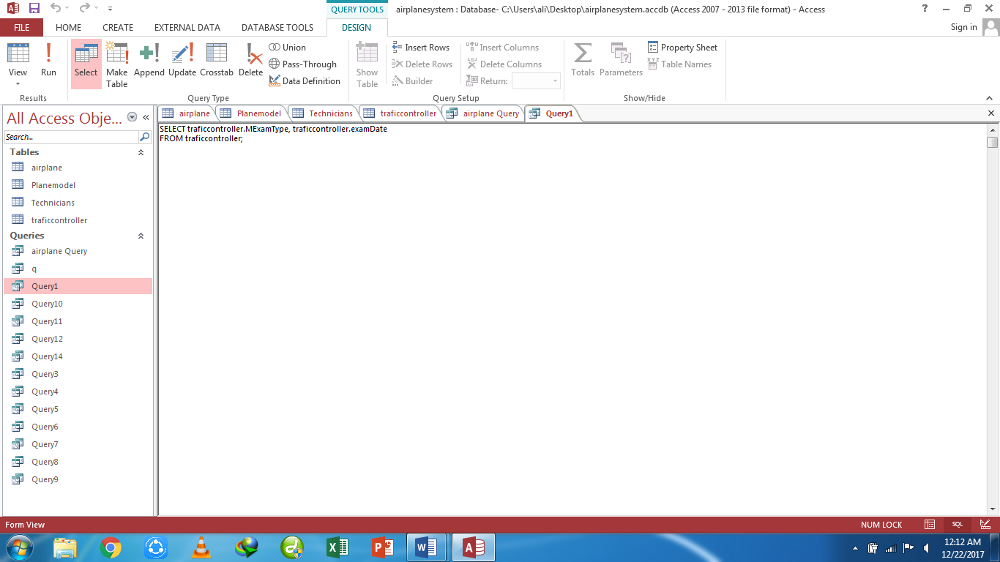 QUERY TOOLS airplanesystem : Database- C:\Users\ali\Desktop\airplanesystem.accdb (Access 2007 - 2013 file format) - Access ?
FILE HOME CREATE EXTERNAL DATA DATABASE TOOLS DESIGN Sign in
View
Run
Select
Make
Table
Append
Update
Crosstab
Delete
Union
Pass-Through
Data Definition
Show
Table
Insert Rows
Delete Rows
Builder
Insert Columns
Delete Columns
Return:
Totals
Parameters
Property Sheet
XYZ Table Names
Results Query Type Query Setup Show/Hide
All Access Obje...
Search...
Tables
airplane
Planemodel
Technicians
traficcontroller
Queries
airplane Query
q
Query1
Query10
Query11
Query12
Query14
Query3
Query4
Query5
Query6
Query7
Query8
Query9
airplane Planemodel Technicians traficcontroller airplane Query Query1
SELECT traficcontroller.MExamType, traficcontroller.examDate
FROM traficcontroller;
Form View NUM LOCK SQL
12:12 AM
12/22/2017